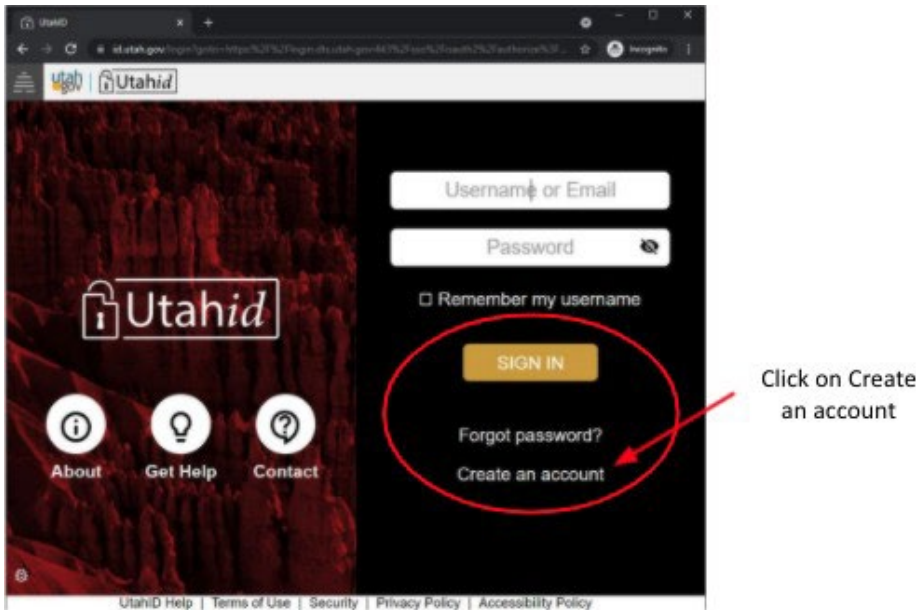 UtahID
id.utah.gov
Incognito
utah
gov
Utahid
Username or Email
Password
Remember my username
Utahid
SIGN IN
Click on Create
an account
Forgot password?
About
Get Help
Contact
Create an account
UtahID Help | Terms of Use | Security | Privacy Policy | Accessibility Policy